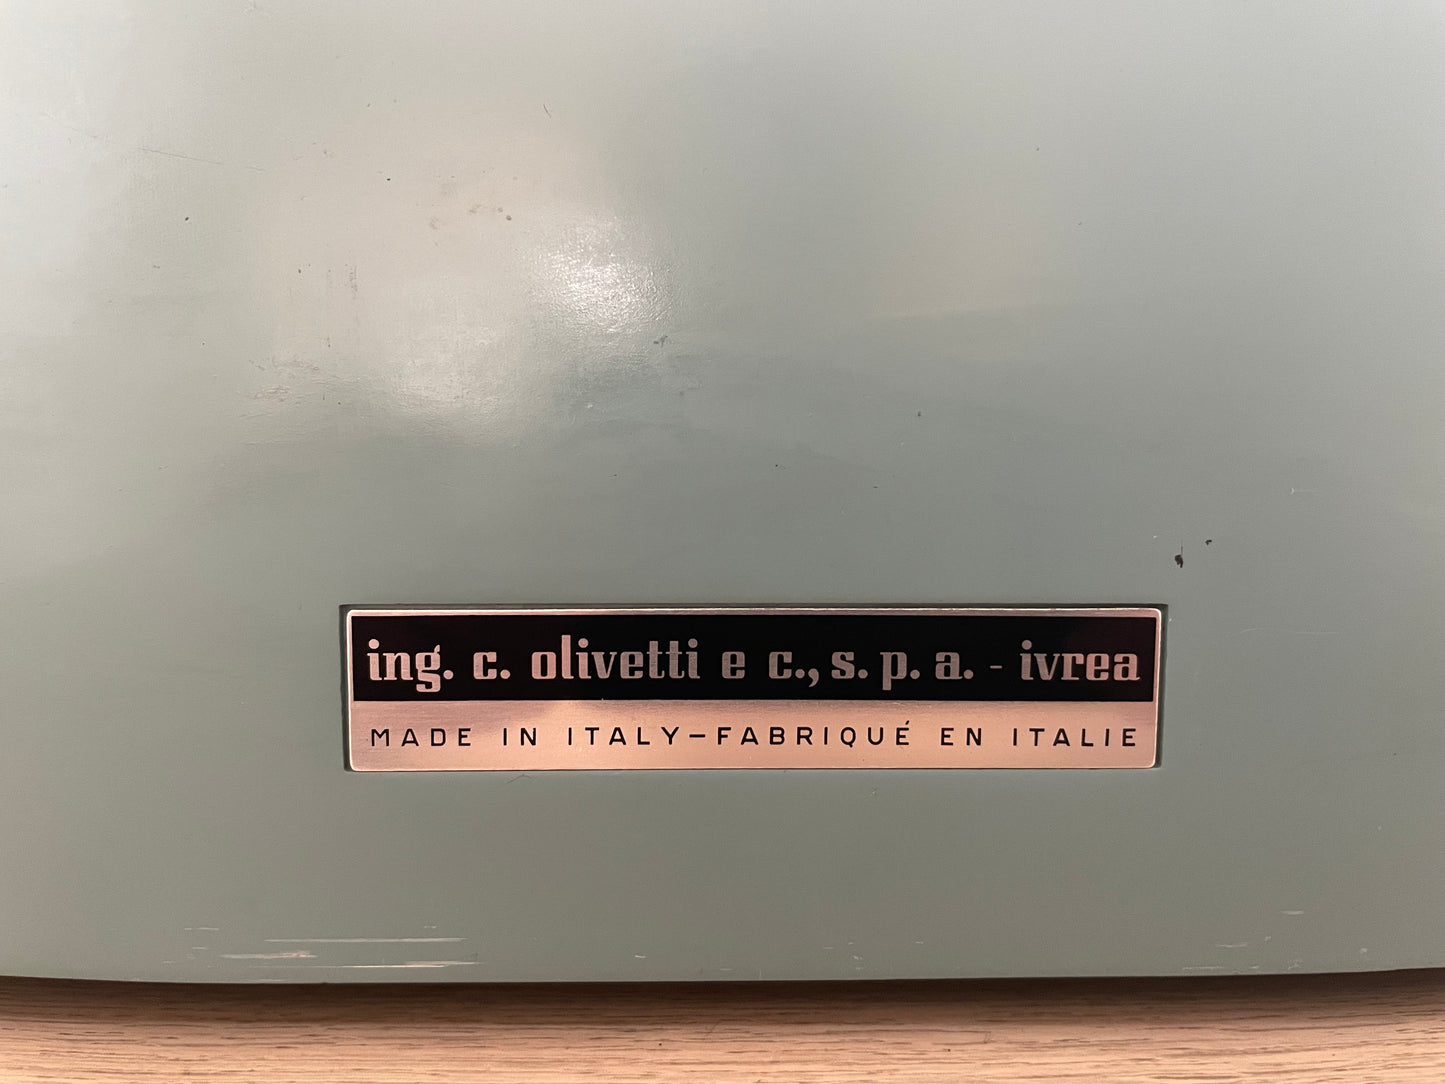 ing. c. olivetti e c., s. p. a. - ivrea
MADE IN ITALY–FABRIQUÉ EN ITALIE